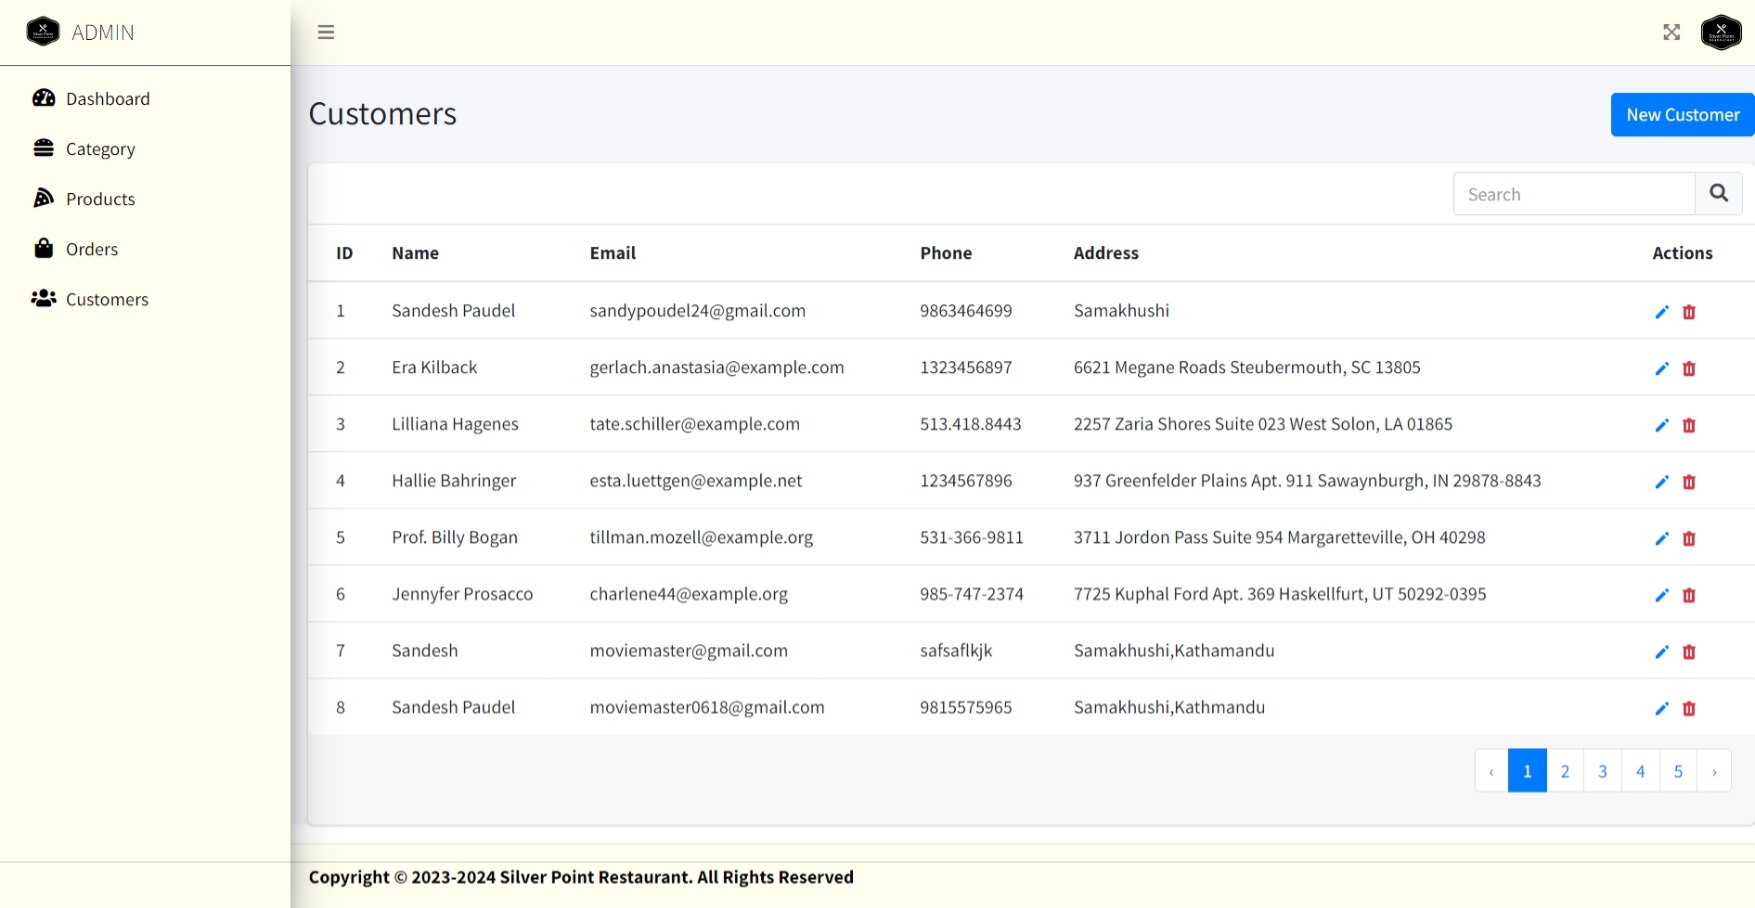 ADMIN
Dashboard
Category
Products
Orders
Customers
Customers
New Customer
Search
ID Name Email Phone Address Actions
1 Sandesh Paudel sandypoudel24@gmail.com 9863464699 Samakhushi
2 Era Kilback gerlach.anastasia@example.com 1323456897 6621 Megane Roads Steubermouth, SC 13805
3 Lilliana Hagenes tate.schiller@example.com 513.418.8443 2257 Zaria Shores Suite 023 West Solon, LA 01865
4 Hallie Bahringer esta.luettgen@example.net 1234567896 937 Greenfelder Plains Apt. 911 Sawaynburgh, IN 29878-8843
5 Prof. Billy Bogan tillman.mozell@example.org 531-366-9811 3711 Jordon Pass Suite 954 Margaretteville, OH 40298
6 Jennyfer Prosacco charlene44@example.org 985-747-2374 7725 Kuphal Ford Apt. 369 Haskellfurt, UT 50292-0395
7 Sandesh moviemaster@gmail.com safsaflkjk Samakhushi,Kathamandu
8 Sandesh Paudel moviemaster0618@gmail.com 9815575965 Samakhushi,Kathmandu
‹ 1 2 3 4 5 ›
Copyright © 2023-2024 Silver Point Restaurant. All Rights Reserved